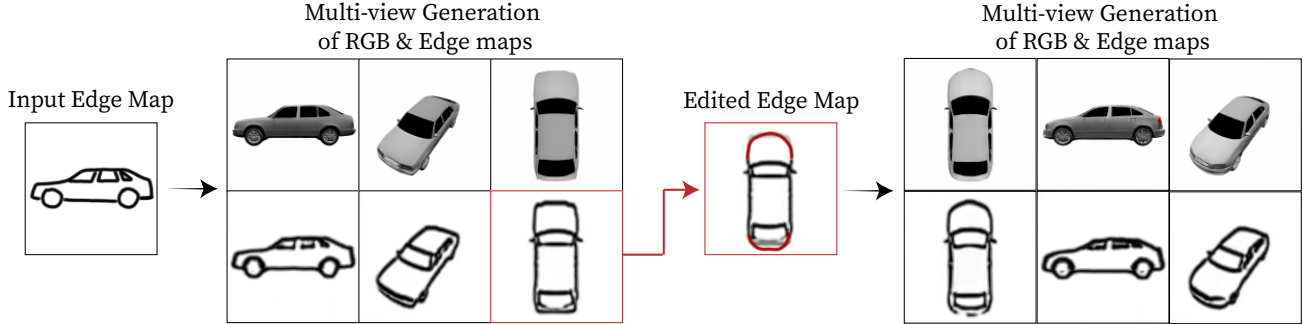 Multi-view Generation
of RGB & Edge maps
Multi-view Generation
of RGB & Edge maps
Input Edge Map
Edited Edge Map